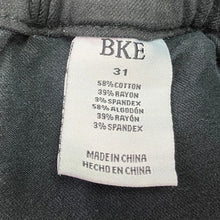 BKE
31
58%COTTON
39% RAYON
3% SPANDEX
58% ALGODÓN
39% RAYÓN
3% SPANDEX
MADE IN CHINA
HECHO EN CHINA